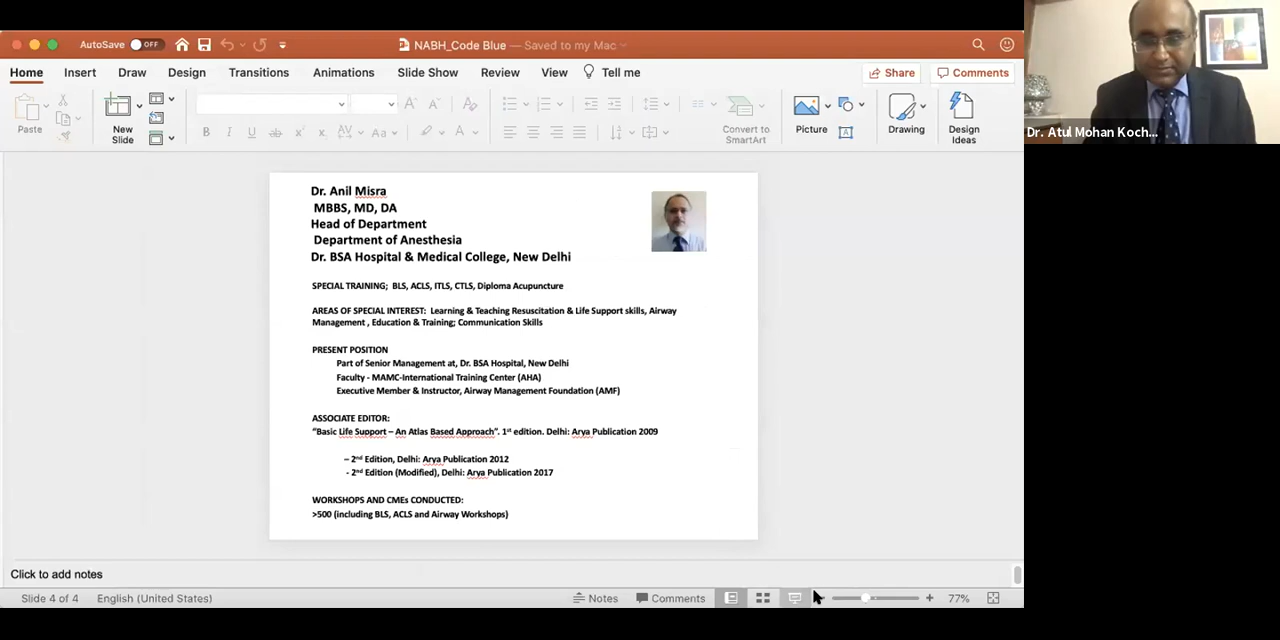 AutoSave OFF
NABH_Code Blue — Saved to my Mac
Home Insert Draw Design Transitions Animations Slide Show Review View Tell me
Share Comments
Paste
New
Slide
B I U ab x² x₂ AV Aa A
Convert to
SmartArt
Picture
Drawing
Design
Ideas
Dr. Atul Mohan Koch...
Dr. Anil Misra
MBBS, MD, DA
Head of Department
Department of Anesthesia
Dr. BSA Hospital & Medical College, New Delhi
SPECIAL TRAINING; BLS, ACLS, ITLS, CTLS, Diploma Acupuncture
AREAS OF SPECIAL INTEREST: Learning & Teaching Resuscitation & Life Support skills, Airway
Management , Education & Training; Communication Skills
PRESENT POSITION
Part of Senior Management at, Dr. BSA Hospital, New Delhi
Faculty - MAMC-International Training Center (AHA)
Executive Member & Instructor, Airway Management Foundation (AMF)
ASSOCIATE EDITOR:
“Basic Life Support – An Atlas Based Approach”. 1st edition. Delhi: Arya Publication 2009
– 2nd Edition, Delhi: Arya Publication 2012
- 2nd Edition (Modified), Delhi: Arya Publication 2017
WORKSHOPS AND CMEs CONDUCTED:
>500 (including BLS, ACLS and Airway Workshops)
Click to add notes
Slide 4 of 4 English (United States) Notes Comments 77%